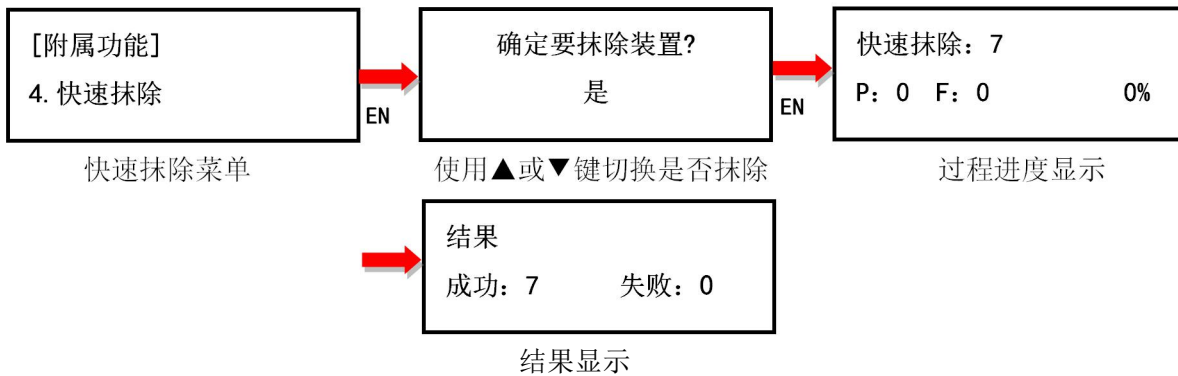 [附属功能]
4.快速抹除
EN
快速抹除菜单
确定要抹除装置?
是
EN
使用▲或▼键切换是否抹除
快速抹除：7
P：0 F：0 0%
过程进度显示
结果
成功：7 失败：0
结果显示